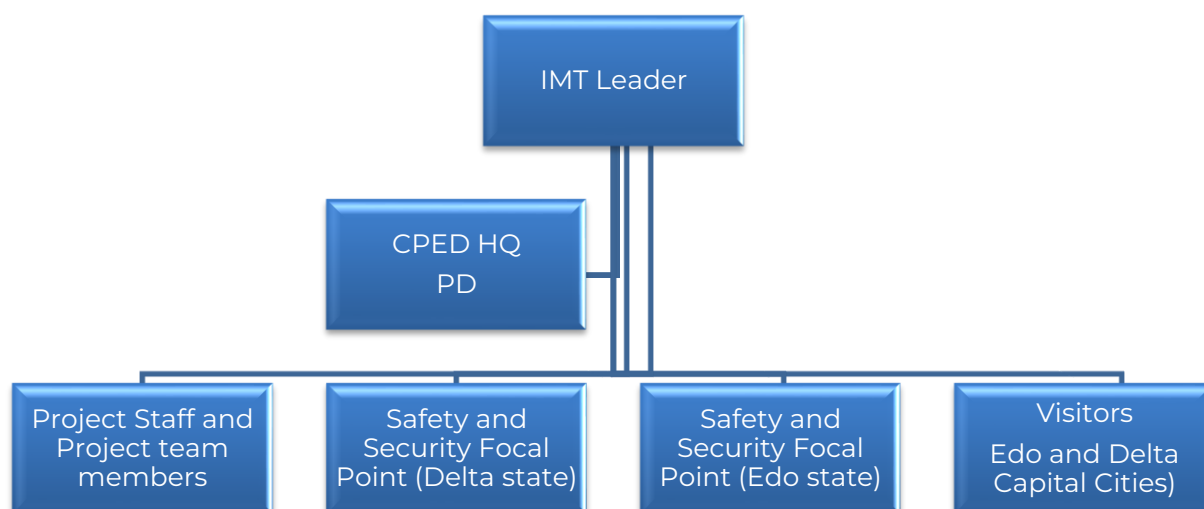 IMT Leader
CPED HQ
PD
Project Staff and
Project team
members
Safety and
Security Focal
Point (Delta state)
Safety and
Security Focal
Point (Edo state)
Visitors
Edo and Delta
Capital Cities)